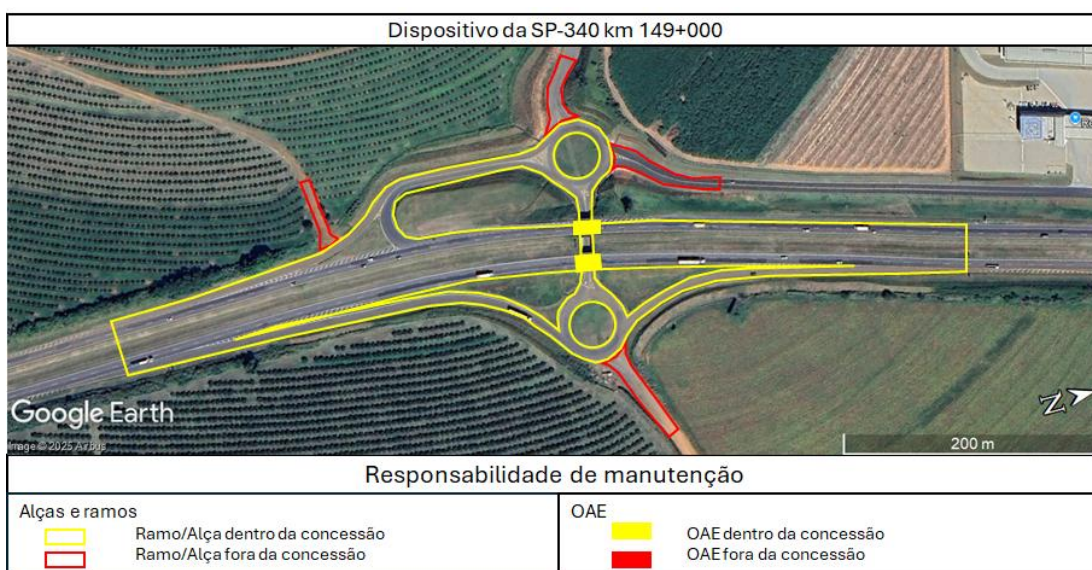 Dispositivo da SP-340 km 149+000
Google Earth
Image © 2025 Airbus
N
200 m
Responsabilidade de manutenção
Alças e ramos
Ramo/Alça dentro da concessão
Ramo/Alça fora da concessão
OAE
OAE dentro da concessão
OAE fora da concessão